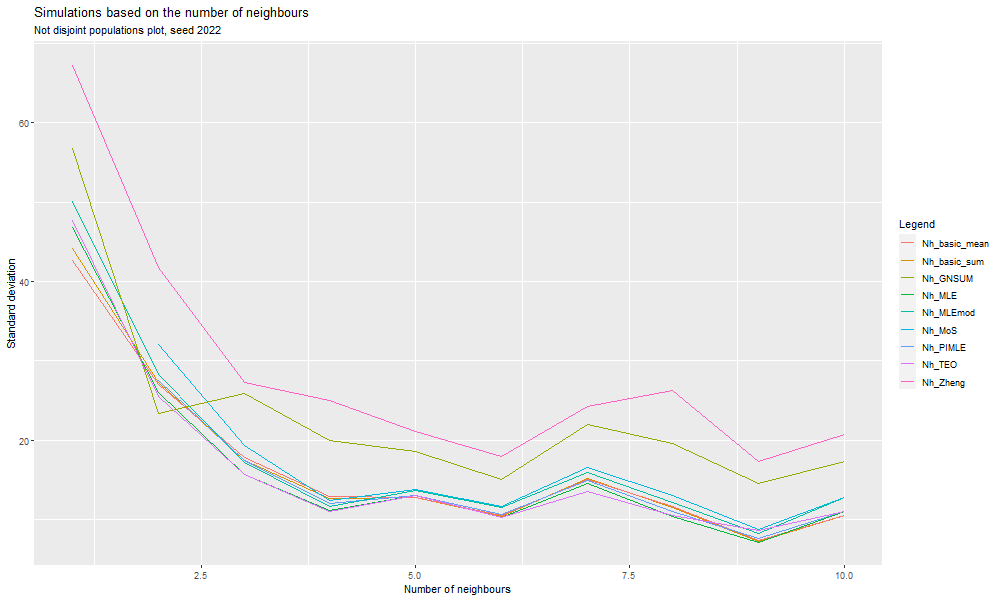 Simulations based on the number of neighbours
Not disjoint populations plot, seed 2022
Standard deviation
60
40
20
2.5
5.0
7.5
10.0
Number of neighbours
Legend
Nh_basic_mean
Nh_basic_sum
Nh_GNSUM
Nh_MLE
Nh_MLEmod
Nh_MoS
Nh_PIMLE
Nh_TEO
Nh_Zheng